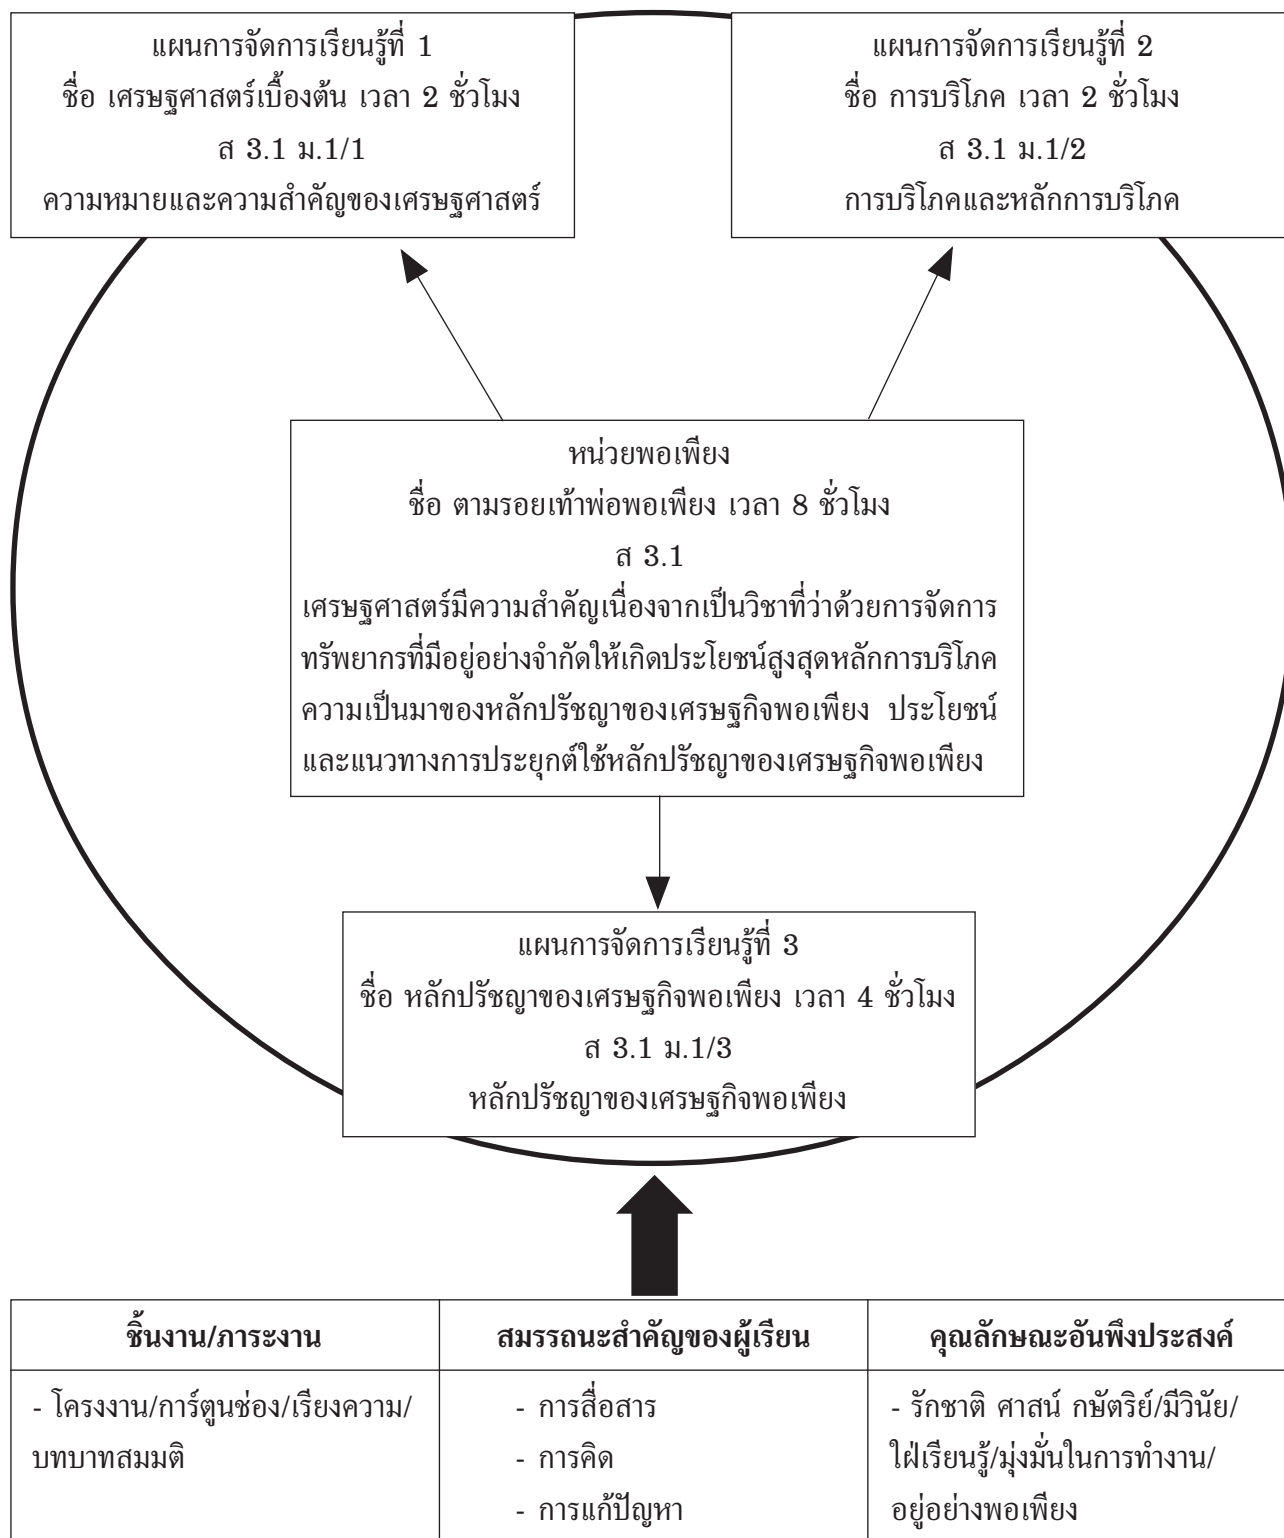 แผนการจัดการเรียนรู้ที่ 1
ชื่อ เศรษฐศาสตร์เบื้องต้น เวลา 2 ชั่วโมง
ส 3.1 ม.1/1
ความหมายและความสำคัญของเศรษฐศาสตร์
แผนการจัดการเรียนรู้ที่ 2
ชื่อ การบริโภค เวลา 2 ชั่วโมง
ส 3.1 ม.1/2
การบริโภคและหลักการบริโภค
หน่วยพอเพียง
ชื่อ ตามรอยเท้าพ่อพอเพียง เวลา 8 ชั่วโมง
ส 3.1
เศรษฐศาสตร์มีความสำคัญเนื่องจากเป็นวิชาที่ว่าด้วยการจัดการ
ทรัพยากรที่มีอยู่อย่างจำกัดให้เกิดประโยชน์สูงสุดหลักการบริโภค
ความเป็นมาของหลักปรัชญาของเศรษฐกิจพอเพียง ประโยชน์
และแนวทางการประยุกต์ใช้หลักปรัชญาของเศรษฐกิจพอเพียง
แผนการจัดการเรียนรู้ที่ 3
ชื่อ หลักปรัชญาของเศรษฐกิจพอเพียง เวลา 4 ชั่วโมง
ส 3.1 ม.1/3
หลักปรัชญาของเศรษฐกิจพอเพียง
ชิ้นงาน/ภาระงาน
- โครงงาน/การ์ตูนช่อง/เรียงความ/
บทบาทสมมติ
สมรรถนะสำคัญของผู้เรียน
- การสื่อสาร
- การคิด
- การแก้ปัญหา
คุณลักษณะอันพึงประสงค์
- รักชาติ ศาสน์ กษัตริย์/มีวินัย/
ใฝ่เรียนรู้/มุ่งมั่นในการทำงาน/
อยู่อย่างพอเพียง